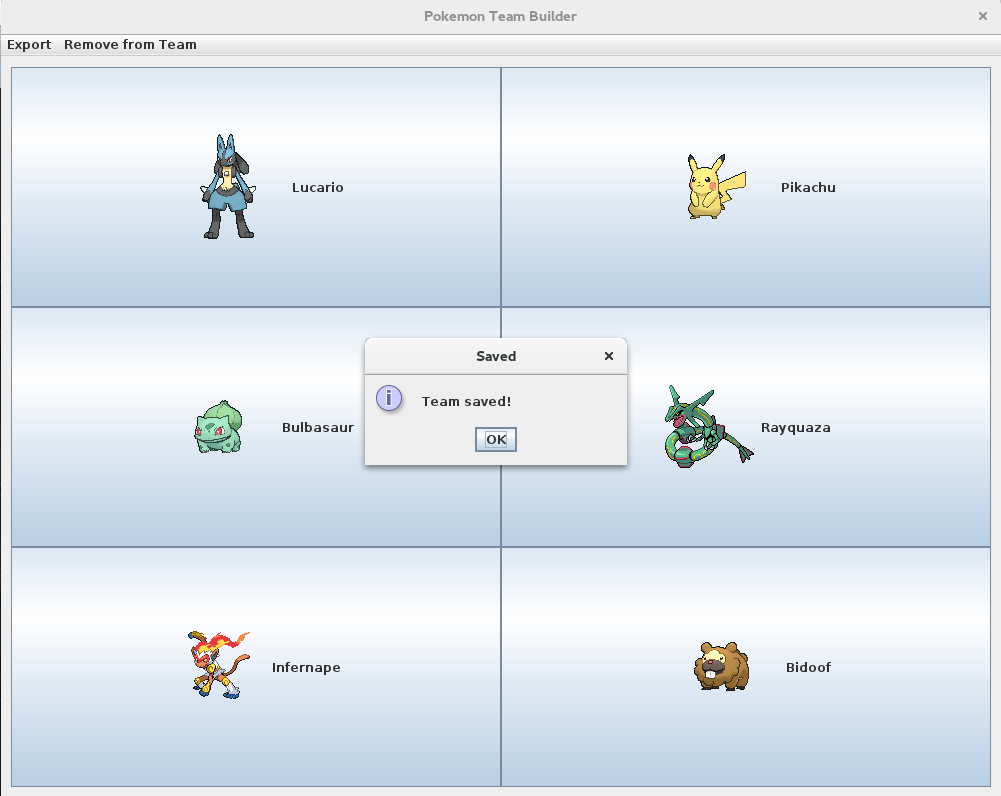 Pokemon Team Builder
Export Remove from Team
Lucario
Pikachu
Saved
Team saved!
OK
Bulbasaur
Rayquaza
Infernape
Bidoof